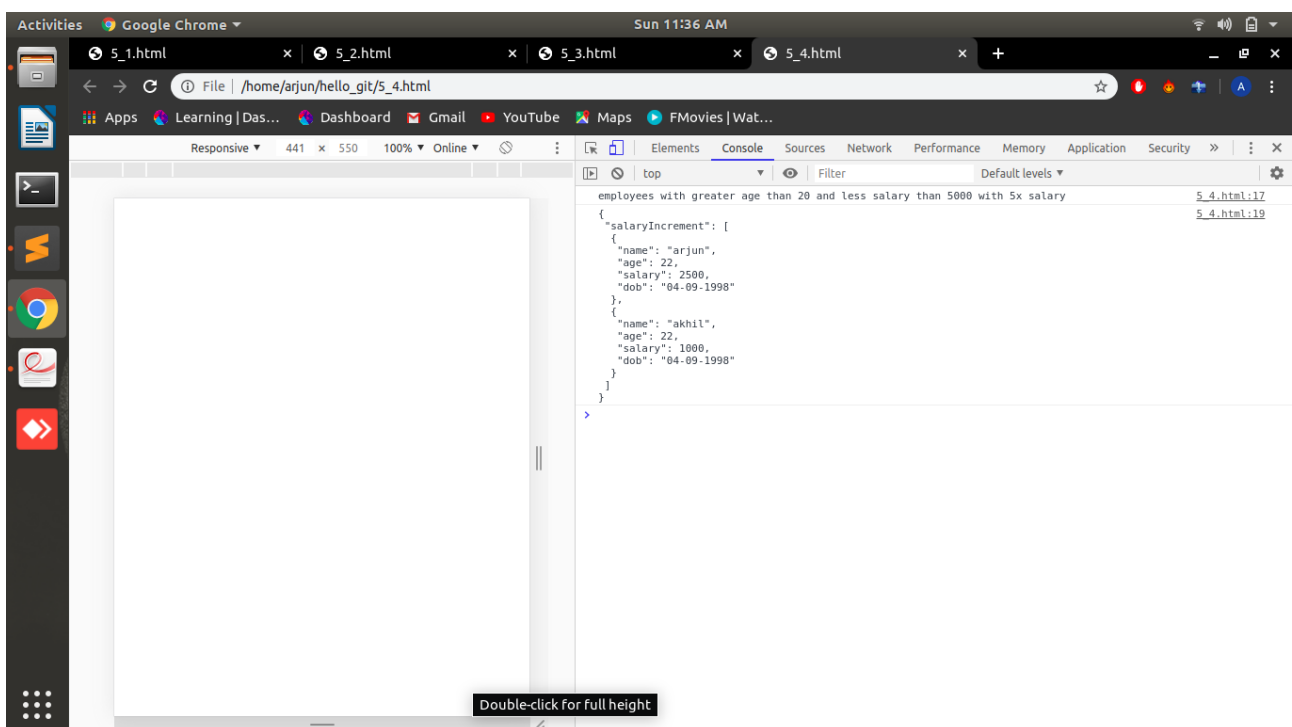 Activities Google Chrome ▾ Sun 11:36 AM
5_1.html × 5_2.html × 5_3.html × 5_4.html × +
File | /home/arjun/hello_git/5_4.html A
Apps Learning | Das... Dashboard Gmail YouTube Maps FMovies | Wat...
Responsive ▼ 441 × 550 100% ▼ Online ▼
Elements Console Sources Network Performance Memory Application Security »
top ▼ Filter Default levels ▼
employees with greater age than 20 and less salary than 5000 with 5x salary 5_4.html:17
{ 5_4.html:19
"salaryIncrement": [
{
"name": "arjun",
"age": 22,
"salary": 2500,
"dob": "04-09-1998"
},
{
"name": "akhil",
"age": 22,
"salary": 1000,
"dob": "04-09-1998"
}
]
}
>
Double-click for full height